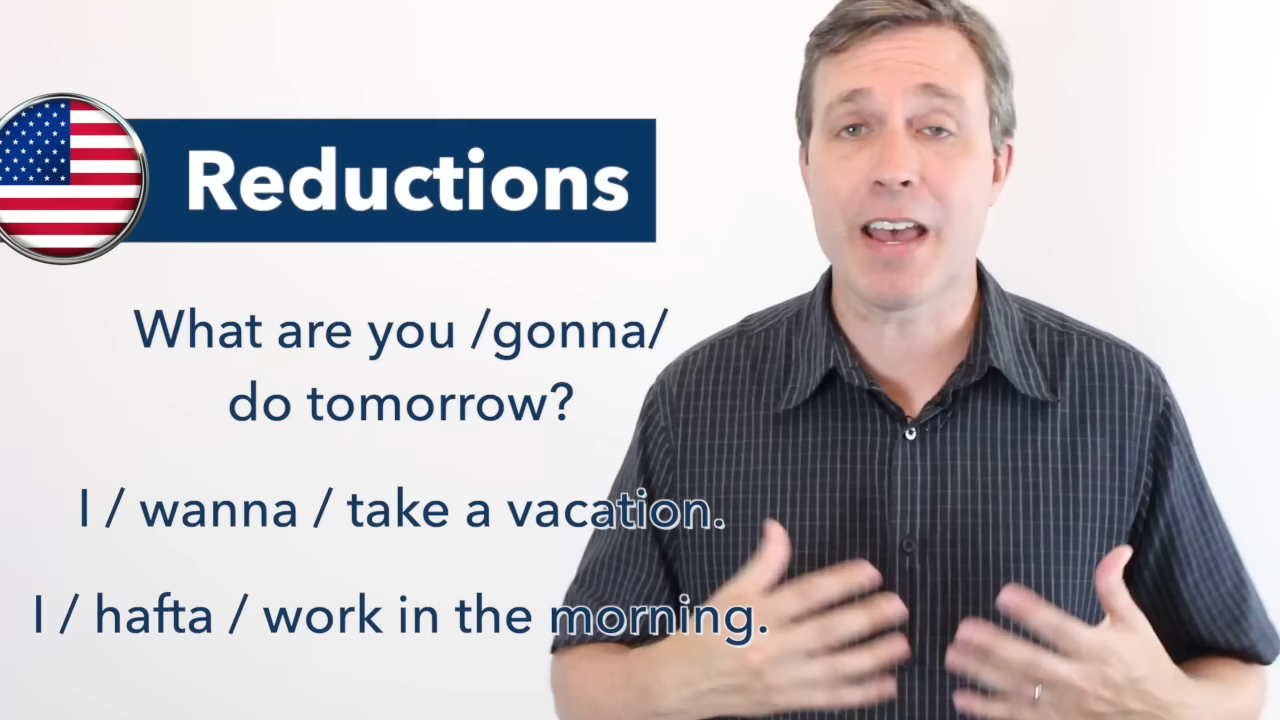 Reductions
What are you /gonna/
do tomorrow?
I / wanna / take a vacation.
I / hafta / work in the morning.